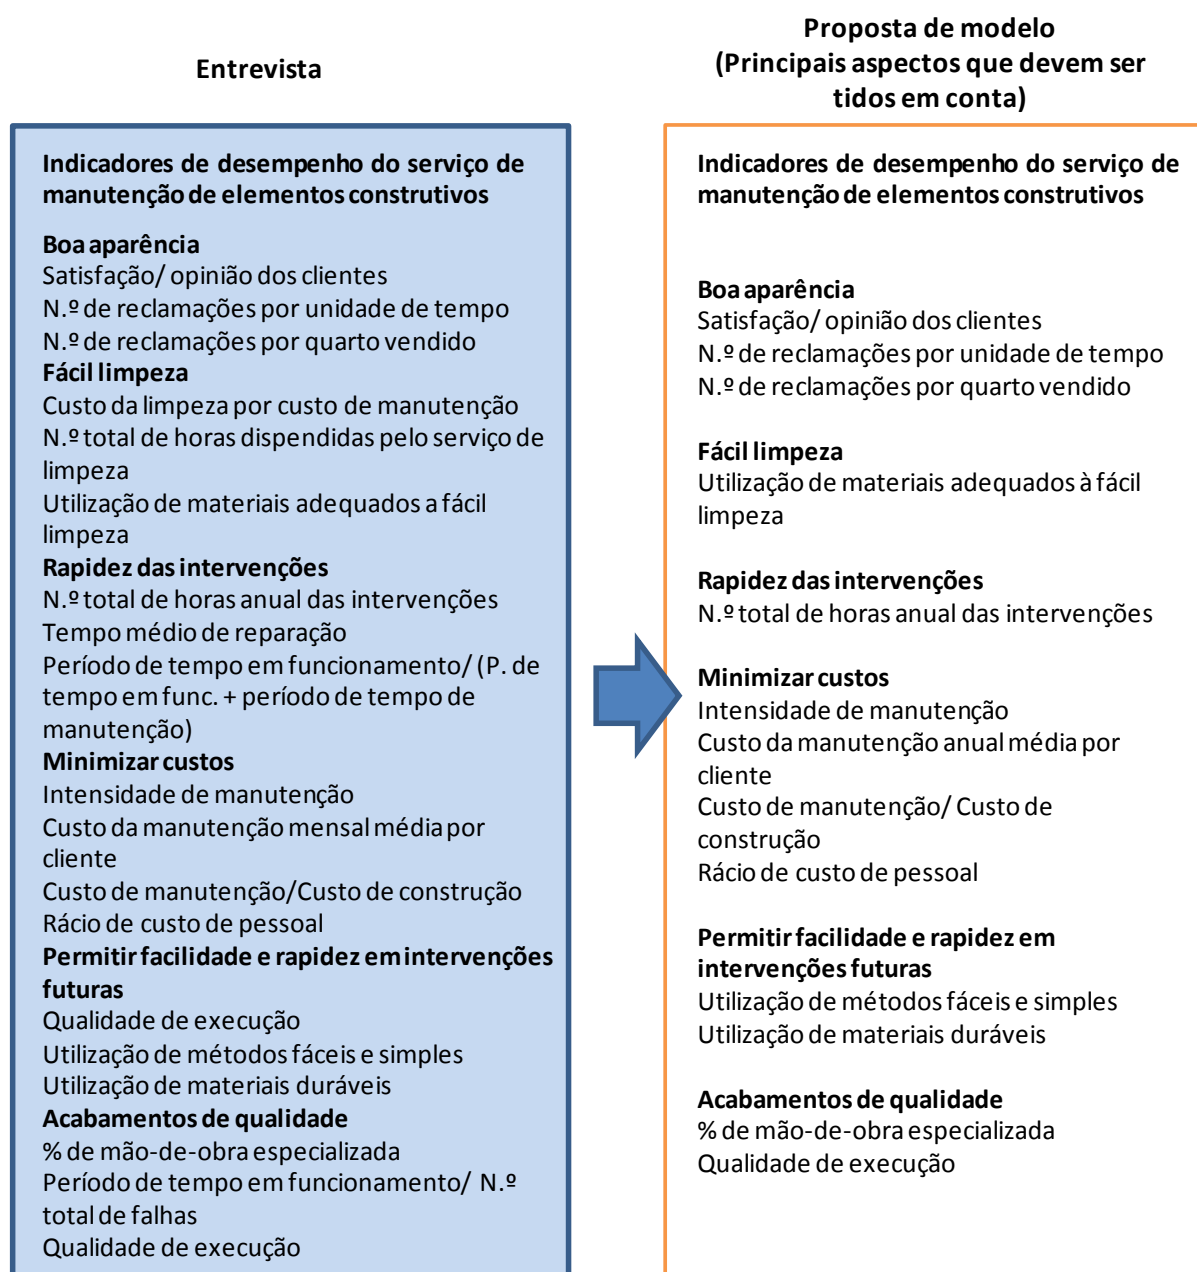 Entrevista
Indicadores de desempenho do serviço de
manutenção de elementos construtivos
Boa aparência
Satisfação/ opinião dos clientes
N.º de reclamações por unidade de tempo
N.º de reclamações por quarto vendido
Fácil limpeza
Custo da limpeza por custo de manutenção
N.º total de horas dispendidas pelo serviço de
limpeza
Utilização de materiais adequados a fácil
limpeza
Rapidez das intervenções
N.º total de horas anual das intervenções
Tempo médio de reparação
Período de tempo em funcionamento/ (P. de
tempo em func. + período de tempo de
manutenção)
Minimizar custos
Intensidade de manutenção
Custo da manutenção mensal média por
cliente
Custo de manutenção/Custo de construção
Rácio de custo de pessoal
Permitir facilidade e rapidez em intervenções
futuras
Qualidade de execução
Utilização de métodos fáceis e simples
Utilização de materiais duráveis
Acabamentos de qualidade
% de mão-de-obra especializada
Período de tempo em funcionamento/ N.º
total de falhas
Qualidade de execução
Proposta de modelo
(Principais aspectos que devem ser
tidos em conta)
Indicadores de desempenho do serviço de
manutenção de elementos construtivos
Boa aparência
Satisfação/ opinião dos clientes
N.º de reclamações por unidade de tempo
N.º de reclamações por quarto vendido
Fácil limpeza
Utilização de materiais adequados à fácil
limpeza
Rapidez das intervenções
N.º total de horas anual das intervenções
Minimizar custos
Intensidade de manutenção
Custo da manutenção anual média por
cliente
Custo de manutenção/ Custo de
construção
Rácio de custo de pessoal
Permitir facilidade e rapidez em
intervenções futuras
Utilização de métodos fáceis e simples
Utilização de materiais duráveis
Acabamentos de qualidade
% de mão-de-obra especializada
Qualidade de execução